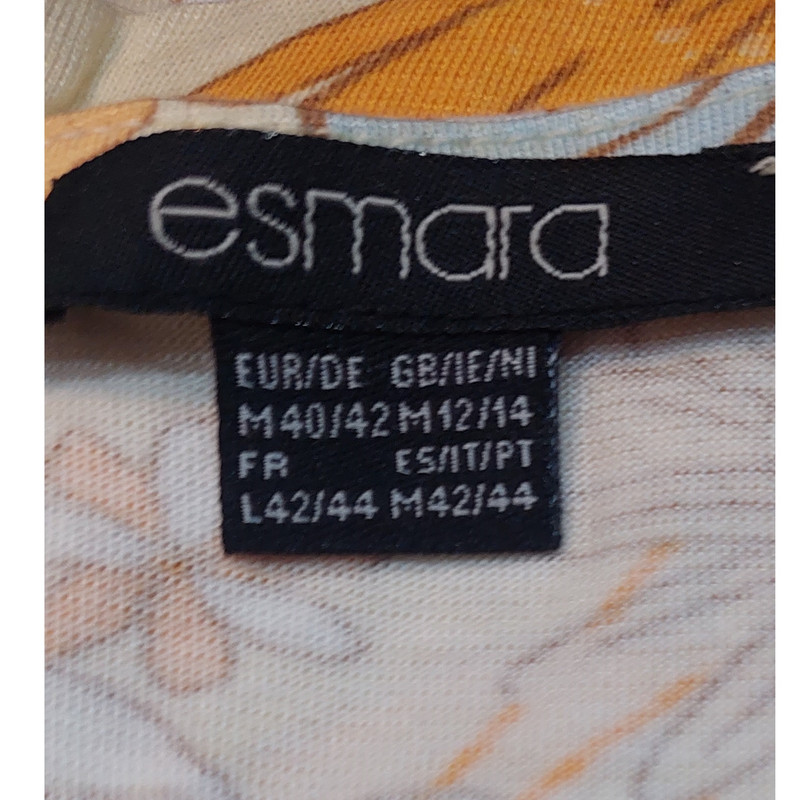 esmara
EUR/DE GB/IE/NI
M40/42 M12/14
FR ES/IT/PT
L42/44 M42/44